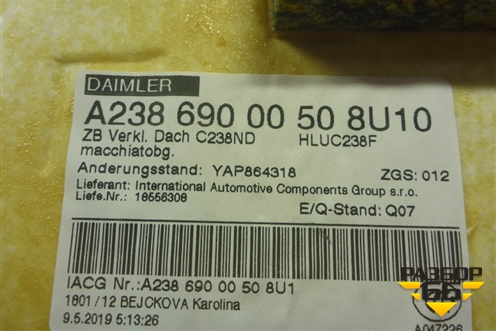 DAIMLER
A238 690 00 50 8U10
ZB Verkl. Dach C238ND HLUC238F
macchiatobg.
Anderungsstand: YAP864318 ZGS: 012
Lieferant: International Automotive Components Group s.r.o.
Liefe.Nr.: 16556308
E/Q-Stand: Q07
IACG Nr.:A238 690 00 50 8U1
1601 /12 BEJCKOVA Karolina
9.5.2019 5:13:26
РАЗБОР
66
A047226